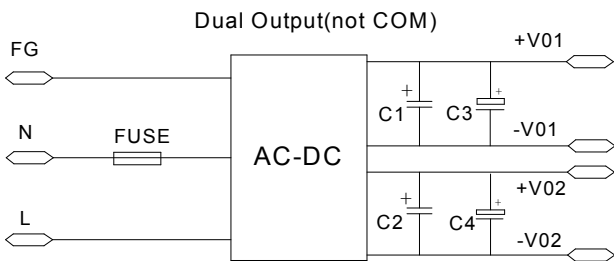 Dual Output(not COM)
FG
+V01
C1
+
C3
+
N
FUSE
AC-DC
-V01
+V02
L
C2
+
C4
+
-V02